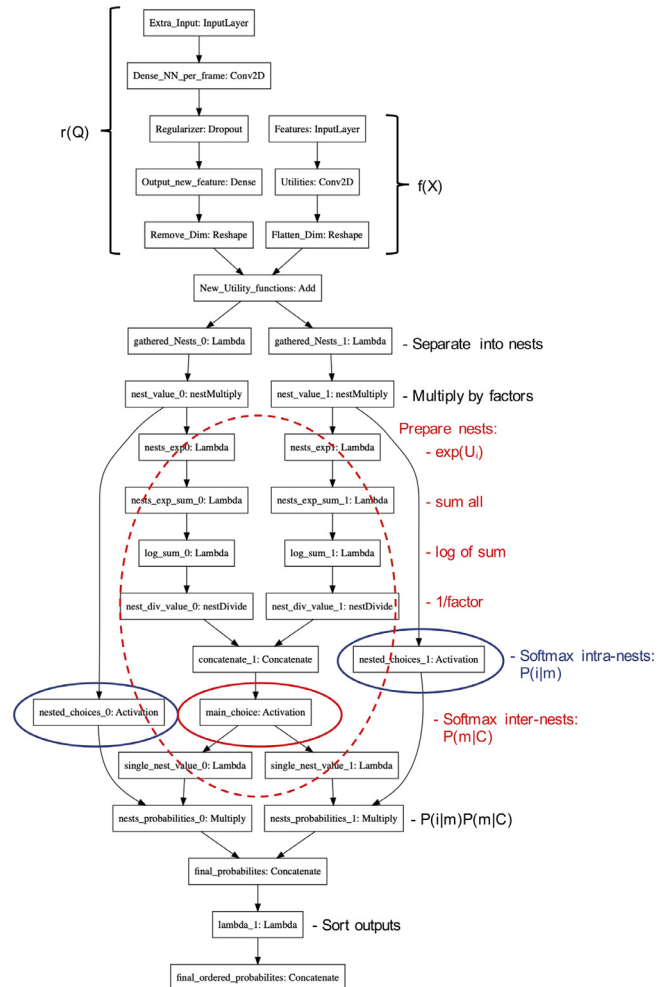 Extra_Input: InputLayer
Dense_NN_per_frame: Conv2D
r(Q)
Regularizer: Dropout
Features: InputLayer
Output_new_feature: Dense
Utilities: Conv2D
f(X)
Remove_Dim: Reshape
Flatten_Dim: Reshape
New_Utility_functions: Add
gathered_Nests_0: Lambda
gathered_Nests_1: Lambda
- Separate into nests
nest_value_0: nestMultiply
nest_value_1: nestMultiply
- Multiply by factors
Prepare nests:
nests_exp0: Lambda
nests_exp1: Lambda
- exp(Uᵢ)
nests_exp_sum_0: Lambda
nests_exp_sum_1: Lambda
- sum all
log_sum_0: Lambda
log_sum_1: Lambda
- log of sum
nest_div_value_0: nestDivide
nest_div_value_1: nestDivide
- 1/factor
concatenate_1: Concatenate
nested_choices_1: Activation
- Softmax intra-nests:
P(i|m)
nested_choices_0: Activation
main_choice: Activation
- Softmax inter-nests:
P(m|C)
single_nest_value_0: Lambda
single_nest_value_1: Lambda
nests_probabilities_0: Multiply
nests_probabilities_1: Multiply
- P(i|m)P(m|C)
final_probabilites: Concatenate
lambda_1: Lambda
- Sort outputs
final_ordered_probabilites: Concatenate